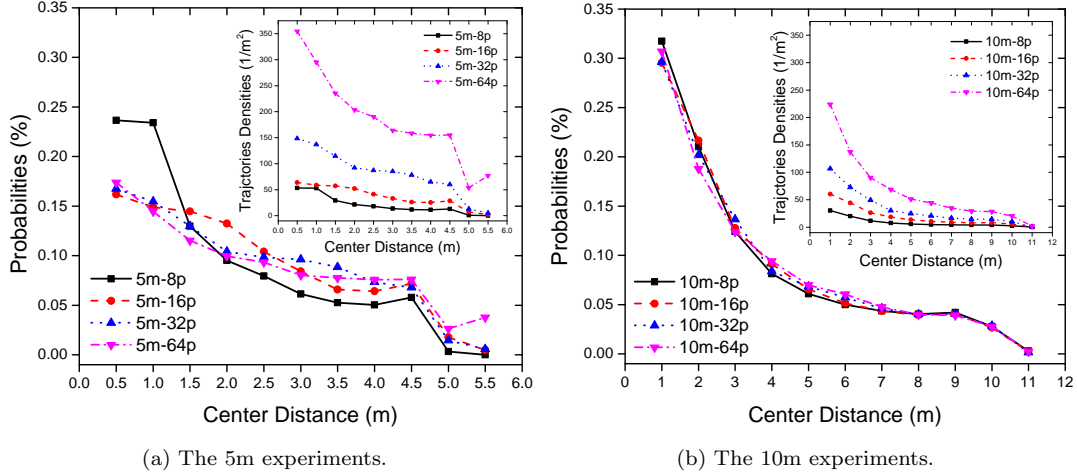 (a)
0.35
0.30
0.25
0.20
0.15
0.10
0.05
0.00
Probabilities (%)
0.0 0.5 1.0 1.5 2.0 2.5 3.0 3.5 4.0 4.5 5.0 5.5 6.0
Center Distance (m)
5m-8p
5m-16p
5m-32p
5m-64p
Trajctories Densities (1/m²)
350
300
250
200
150
100
50
0
0.0 0.5 1.0 1.5 2.0 2.5 3.0 3.5 4.0 4.5 5.0 5.5 6.0
Center Distance (m)
5m-8p
5m-16p
5m-32p
5m-64p
(a) The 5m experiments.
(b)
0.35
0.30
0.25
0.20
0.15
0.10
0.05
0.00
Probabilities (%)
0 1 2 3 4 5 6 7 8 9 10 11 12
Center Distance (m)
10m-8p
10m-16p
10m-32p
10m-64p
Trajctories Densities (1/m²)
350
300
250
200
150
100
50
0
0 1 2 3 4 5 6 7 8 9 10 11 12
Center Distance (m)
10m-8p
10m-16p
10m-32p
10m-64p
(b) The 10m experiments.